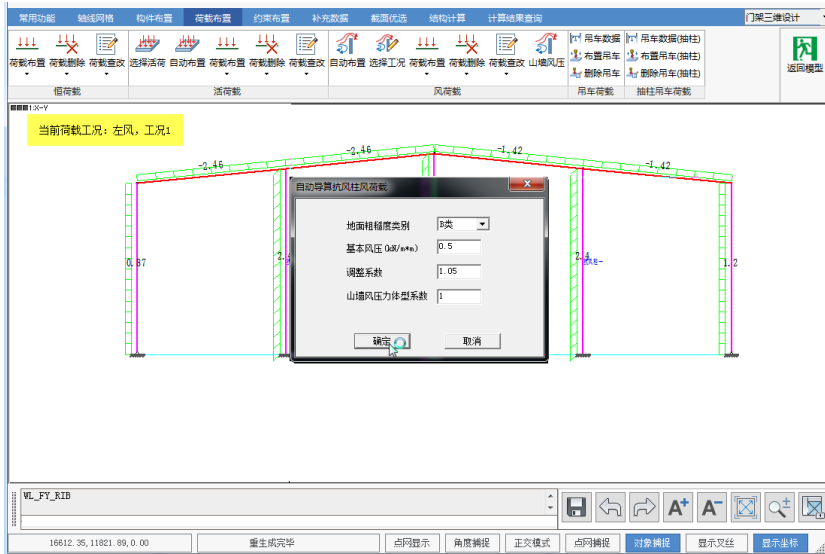 常用功能 轴线网格 构件布置 荷载布置 约束布置 补充数据 截面优选 结构计算 计算结果查询 门架三维设计
荷载布置 荷载删除 荷载查改 选择活荷 自动布置 荷载布置 荷载删除 荷载查改 自动布置 选择工况 荷载布置 荷载删除 荷载查改 山墙风压 吊车数据 吊车数据(抽柱)
布置吊车 布置吊车(抽柱)
删除吊车 删除吊车(抽柱)
返回模型
恒荷载 活荷载 风荷载 吊车荷载 抽柱吊车荷载
1:X-Y
当前荷载工况：左风，工况1
-2.46 -1.42
-2.46 -1.42
自动导算抗风柱风荷载
地面粗糙度类别 B类
基本风压(kN/m*m) 0.5
调整系数 1.05
山墙风压力体型系数 1
确定 取消
0.87 2.4 1.2
WL_FY_RIB
16612.35,11821.89,0.00 重生成完毕 点网显示 角度捕捉 正交模式 点网捕捉 对象捕捉 显示叉丝 显示坐标